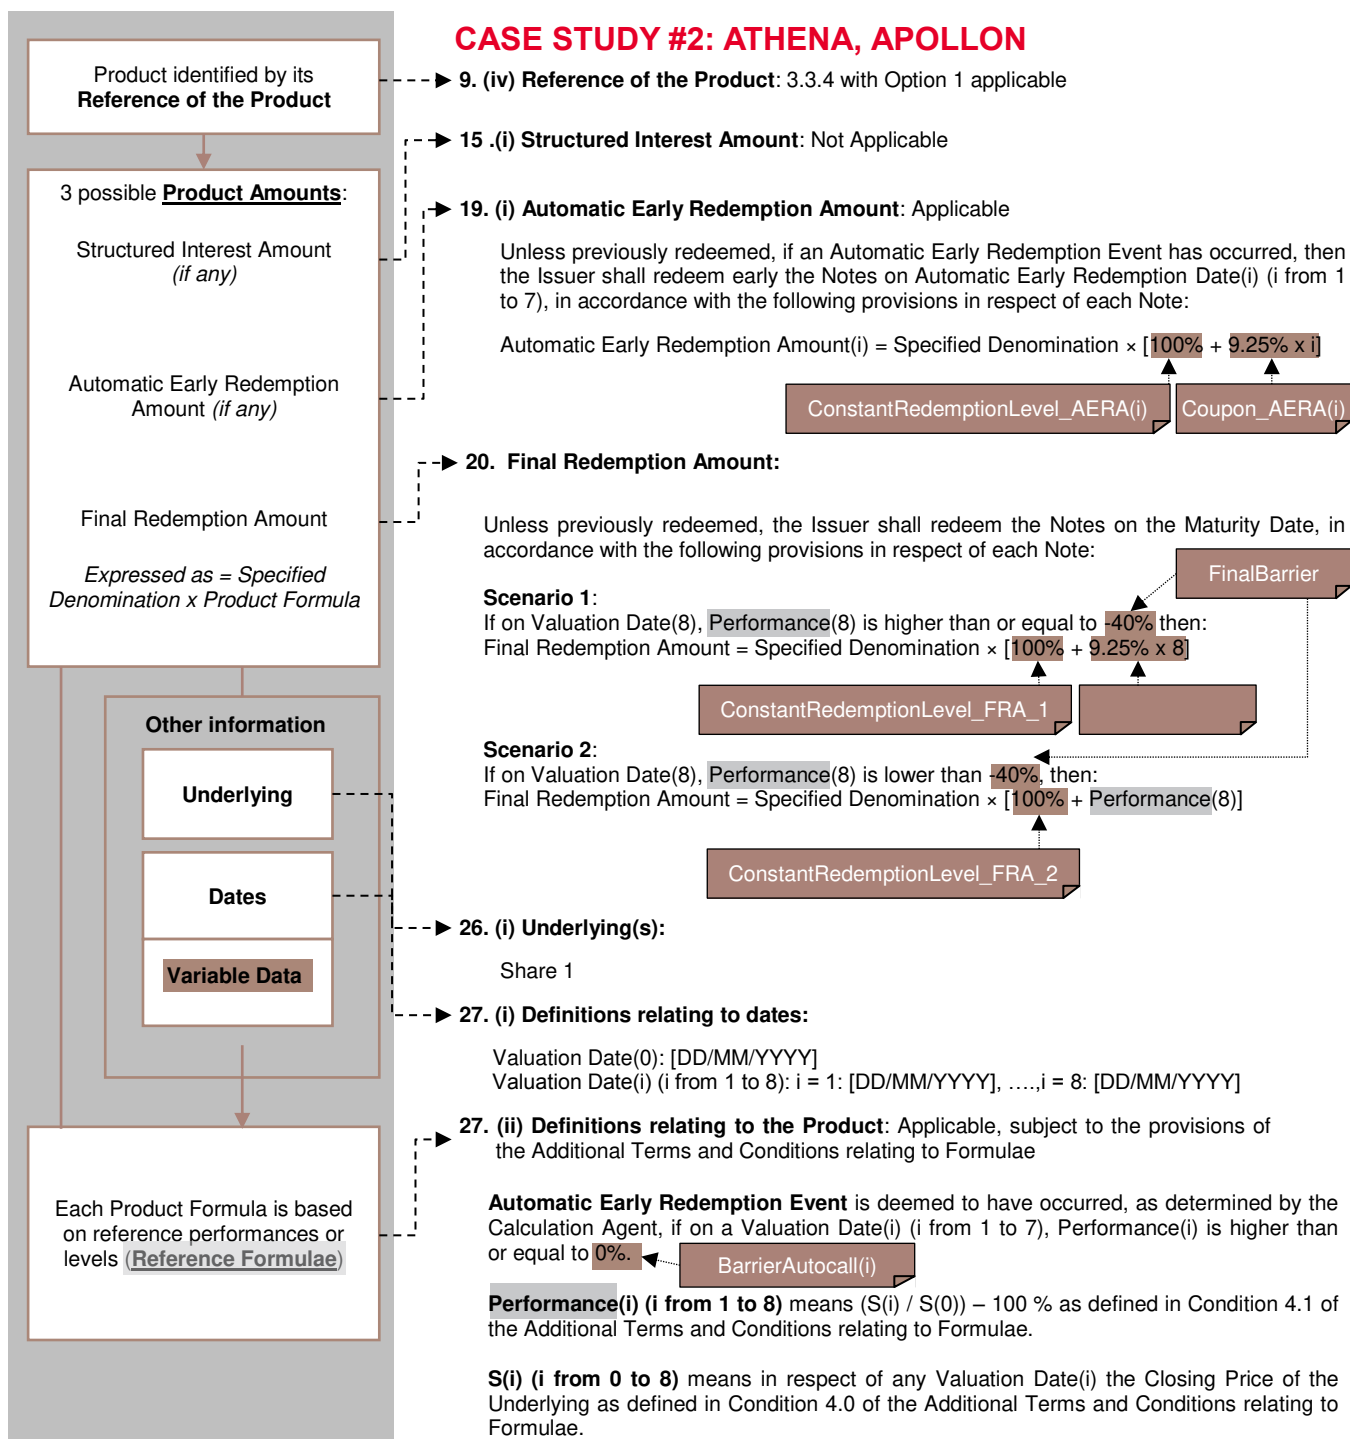 CASE STUDY #2: ATHENA, APOLLON
Product identified by its
Reference of the Product
9. (iv) Reference of the Product: 3.3.4 with Option 1 applicable
15 .(i) Structured Interest Amount: Not Applicable
3 possible Product Amounts:
Structured Interest Amount
(if any)
Automatic Early Redemption
Amount (if any)
Final Redemption Amount
Expressed as = Specified
Denomination x Product Formula
19. (i) Automatic Early Redemption Amount: Applicable
Unless previously redeemed, if an Automatic Early Redemption Event has occurred, then
the Issuer shall redeem early the Notes on Automatic Early Redemption Date(i) (i from 1
to 7), in accordance with the following provisions in respect of each Note:
Automatic Early Redemption Amount(i) = Specified Denomination × [100% + 9.25% x i]
ConstantRedemptionLevel_AERA(i)
Coupon_AERA(i)
20. Final Redemption Amount:
Unless previously redeemed, the Issuer shall redeem the Notes on the Maturity Date, in
accordance with the following provisions in respect of each Note:
FinalBarrier
Scenario 1:
If on Valuation Date(8), Performance(8) is higher than or equal to -40% then:
Final Redemption Amount = Specified Denomination × [100% + 9.25% x 8]
ConstantRedemptionLevel_FRA_1
Scenario 2:
If on Valuation Date(8), Performance(8) is lower than -40%, then:
Final Redemption Amount = Specified Denomination × [100% + Performance(8)]
ConstantRedemptionLevel_FRA_2
Other information
Underlying
Dates
Variable Data
26. (i) Underlying(s):
Share 1
27. (i) Definitions relating to dates:
Valuation Date(0): [DD/MM/YYYY]
Valuation Date(i) (i from 1 to 8): i = 1: [DD/MM/YYYY], ….,i = 8: [DD/MM/YYYY]
27. (ii) Definitions relating to the Product: Applicable, subject to the provisions of
the Additional Terms and Conditions relating to Formulae
Each Product Formula is based
on reference performances or
levels (Reference Formulae)
Automatic Early Redemption Event is deemed to have occurred, as determined by the
Calculation Agent, if on a Valuation Date(i) (i from 1 to 7), Performance(i) is higher than
or equal to 0%.
BarrierAutocall(i)
Performance(i) (i from 1 to 8) means (S(i) / S(0)) – 100 % as defined in Condition 4.1 of
the Additional Terms and Conditions relating to Formulae.
S(i) (i from 0 to 8) means in respect of any Valuation Date(i) the Closing Price of the
Underlying as defined in Condition 4.0 of the Additional Terms and Conditions relating to
Formulae.